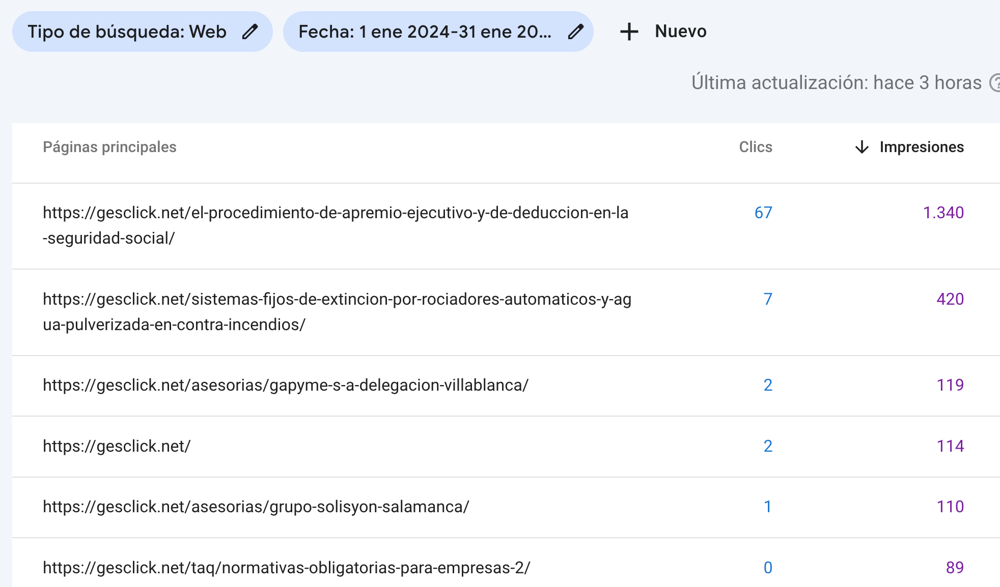 Tipo de búsqueda: Web
Fecha: 1 ene 2024-31 ene 20...
+ Nuevo
Última actualización: hace 3 horas
Páginas principales Clics ↓ Impresiones
https://gesclick.net/el-procedimiento-de-apremio-ejecutivo-y-de-deduccion-en-la 67 1.340
-seguridad-social/
https://gesclick.net/sistemas-fijos-de-extincion-por-rociadores-automaticos-y-ag 7 420
ua-pulverizada-en-contra-incendios/
https://gesclick.net/asesorias/gapyme-s-a-delegacion-villablanca/ 2 119
https://gesclick.net/ 2 114
https://gesclick.net/asesorias/grupo-solisyon-salamanca/ 1 110
https://gesclick.net/taq/normativas-obligatorias-para-empresas-2/ 0 89